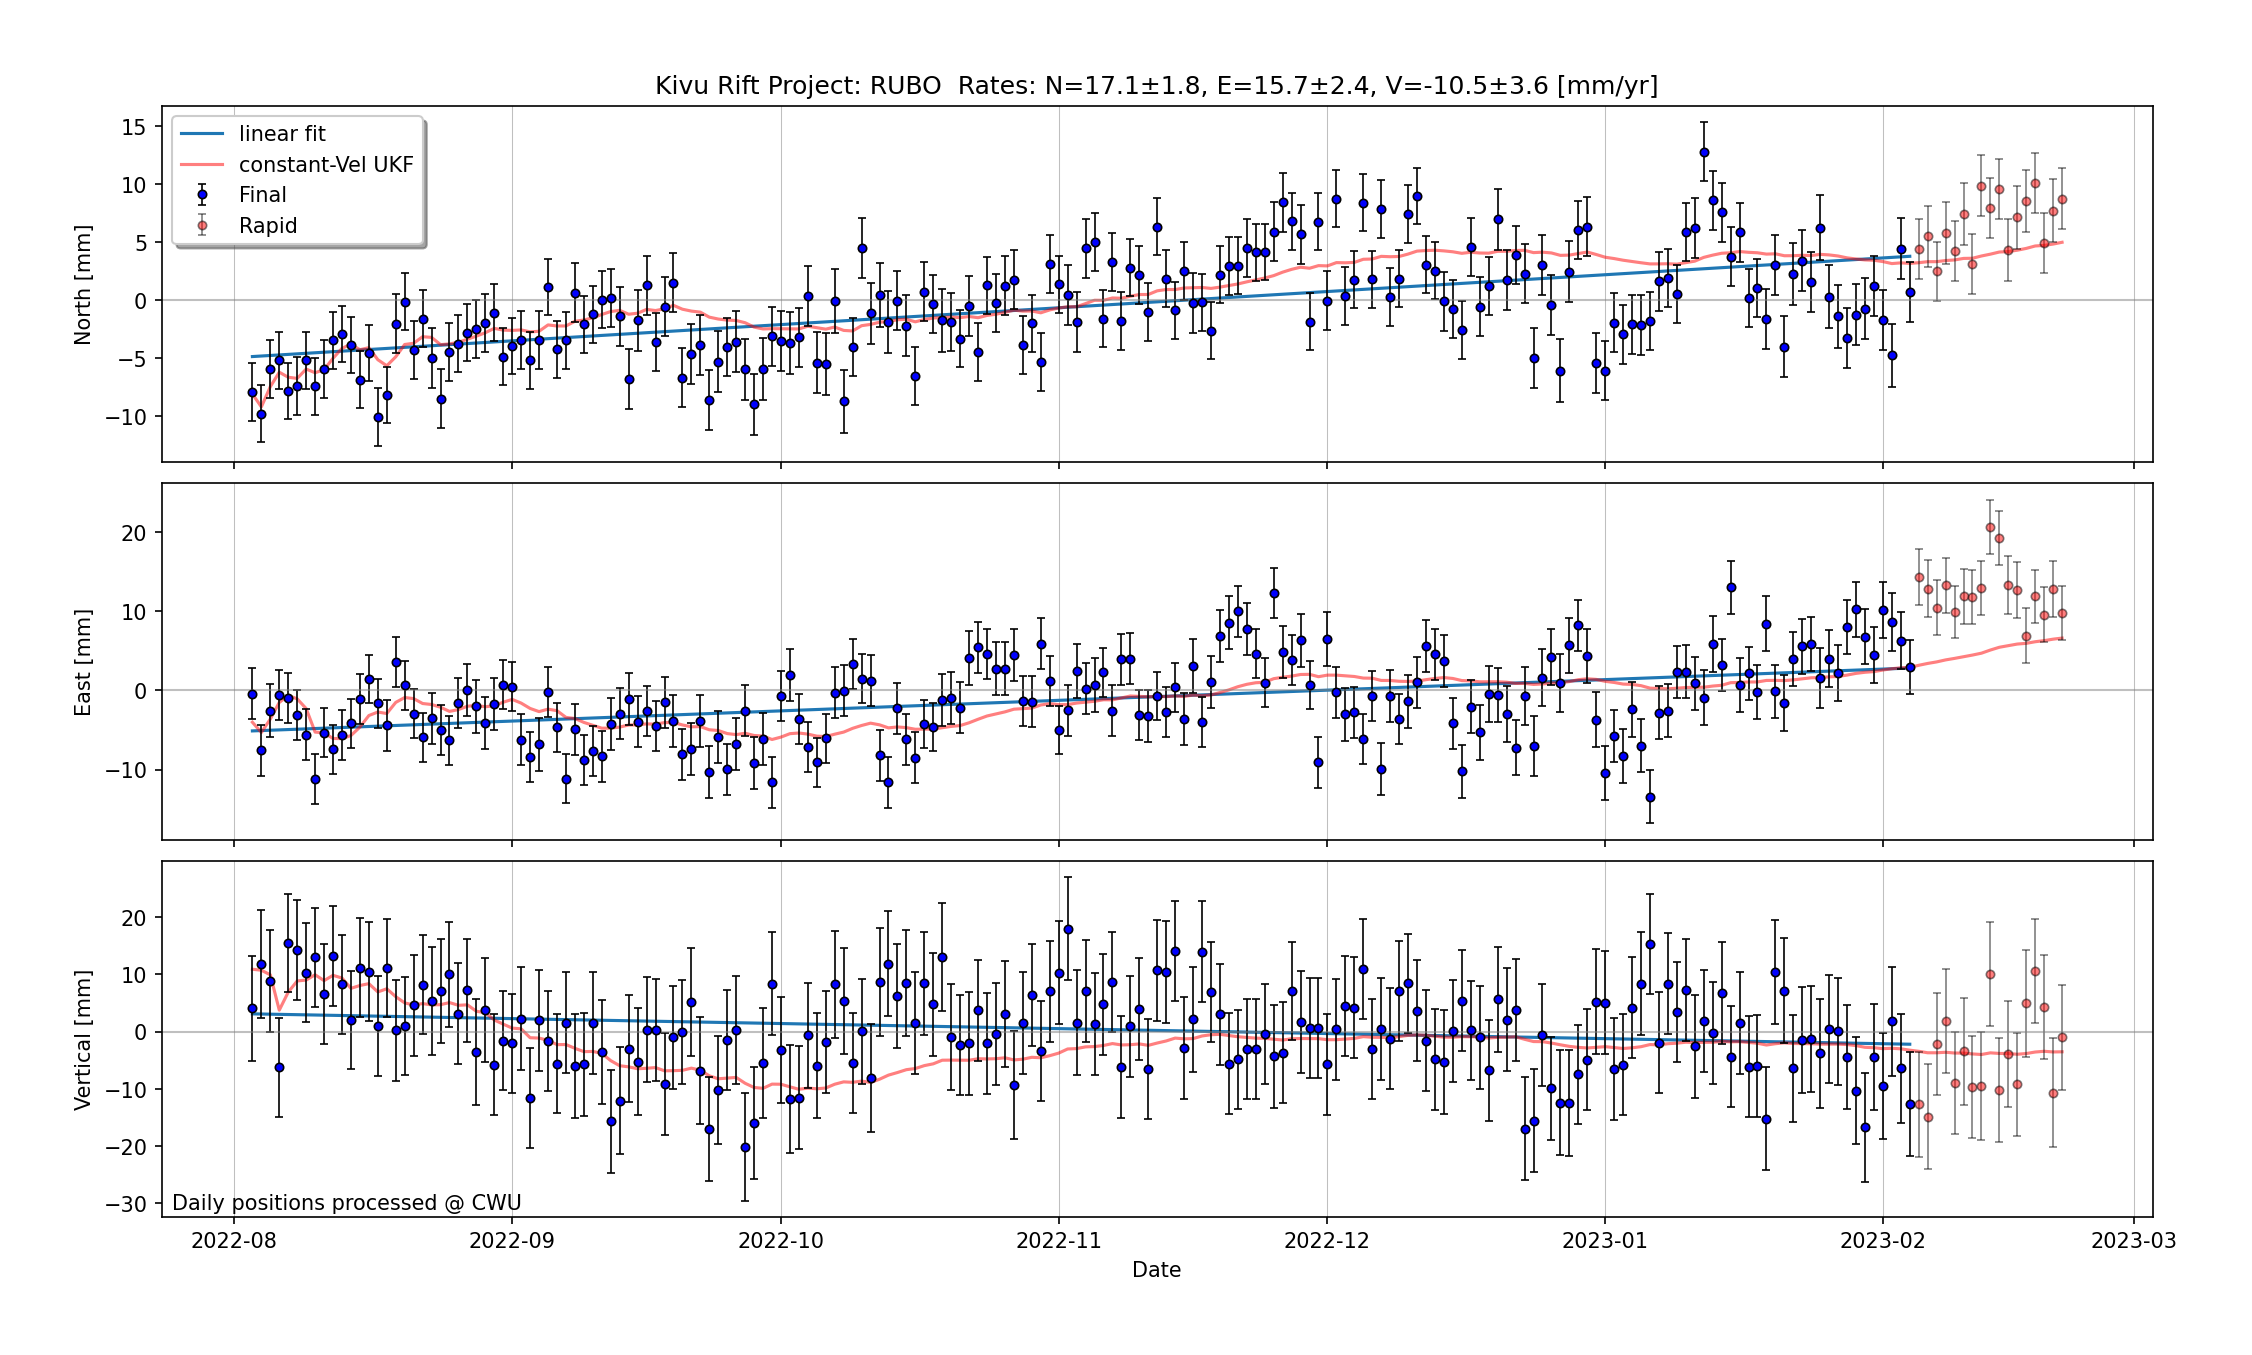 Kivu Rift Project: RUBO  Rates: N=17.1±1.8, E=15.7±2.4, V=-10.5±3.6 [mm/yr]
linear fit
constant-Vel UKF
Final
Rapid
North [mm]
15
10
5
0
−5
−10
East [mm]
20
10
0
−10
Vertical [mm]
20
10
0
−10
−20
−30
Daily positions processed @ CWU
2022-08 2022-09 2022-10 2022-11 2022-12 2023-01 2023-02 2023-03
Date